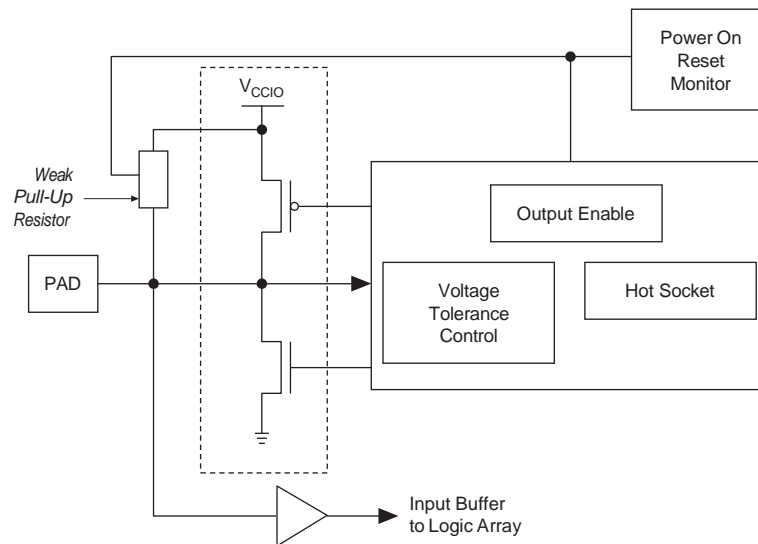 Power On
Reset
Monitor
V_CCIO
Weak
Pull-Up
Resistor
Output Enable
PAD
Voltage
Tolerance
Control
Hot Socket
Input Buffer
to Logic Array